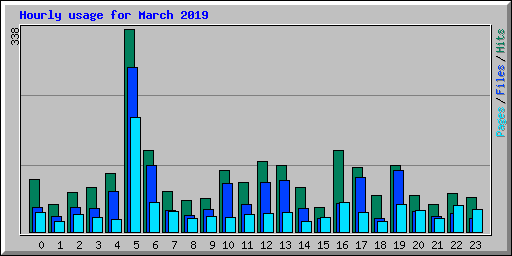 Hourly usage for March 2019
338
Pages / Files / Hits
0 1 2 3 4 5 6 7 8 9 10 11 12 13 14 15 16 17 18 19 20 21 22 23